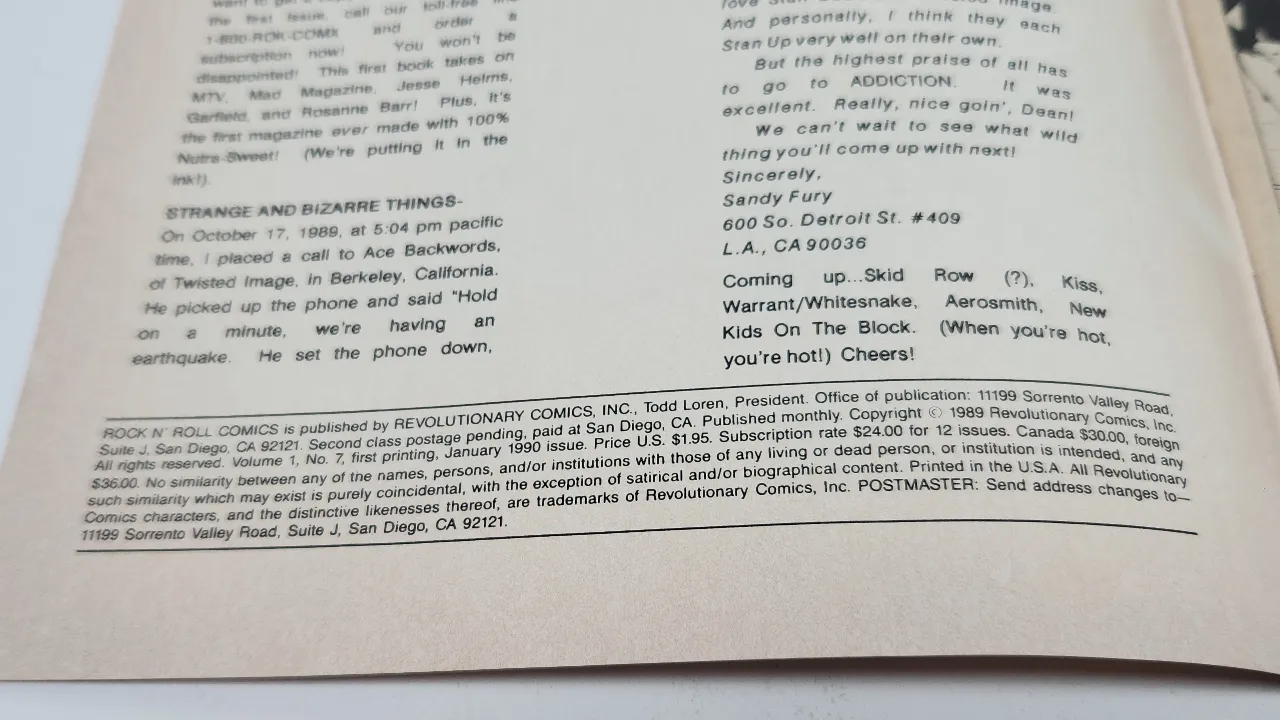 the first issue, call our toll-free
1-800-ROK-COMX and order a
subscription now! You won't be
disappointed! This first book takes on
MTV, Mad Magazine, Jesse Helms,
Garfield, and Rosanne Barr! Plus, it's
the first magazine ever made with 100%
Nutra-Sweet! (We're putting it in the
ink!).
STRANGE AND BIZARRE THINGS-
On October 17, 1989, at 5:04 pm pacific
time, I placed a call to Ace Backwords,
of Twisted Image, in Berkeley, California.
He picked up the phone and said "Hold
on a minute, we're having an
earthquake. He set the phone down,
And personally, I think they each
Stan Up very well on their own.
But the highest praise of all has
to go to ADDICTION. It was
excellent. Really, nice goin', Dean!
We can't wait to see what wild
thing you'll come up with next!
Sincerely,
Sandy Fury
600 So. Detroit St. #409
L.A., CA 90036
Coming up...Skid Row (?), Kiss,
Warrant/Whitesnake, Aerosmith, New
Kids On The Block. (When you're hot,
you're hot!) Cheers!
ROCK N' ROLL COMICS is published by REVOLUTIONARY COMICS, INC., Todd Loren, President. Office of publication: 11199 Sorrento Valley Road,
Suite J, San Diego, CA 92121. Second class postage pending, paid at San Diego, CA. Published monthly. Copyright © 1989 Revolutionary Comics, Inc.
All rights reserved. Volume 1, No. 7, first printing, January 1990 issue. Price U.S. $1.95. Subscription rate $24.00 for 12 issues. Canada $30.00, foreign
$36.00. No similarity between any of the names, persons, and/or institutions with those of any living or dead person, or institution is intended, and any
such similarity which may exist is purely coincidental, with the exception of satirical and/or biographical content. Printed in the U.S.A. All Revolutionary
Comics characters, and the distinctive likenesses thereof, are trademarks of Revolutionary Comics, Inc. POSTMASTER: Send address changes to—
11199 Sorrento Valley Road, Suite J, San Diego, CA 92121.